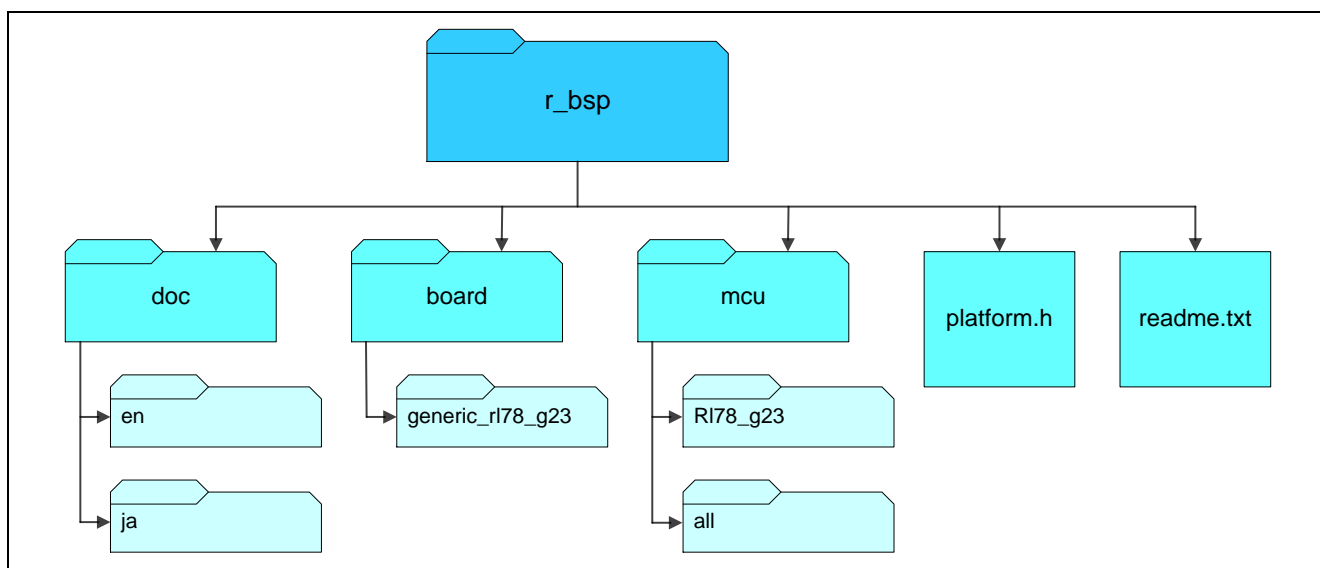 r_bsp
doc
board
mcu
platform.h
readme.txt
en
generic_rl78_g23
Rl78_g23
ja
all